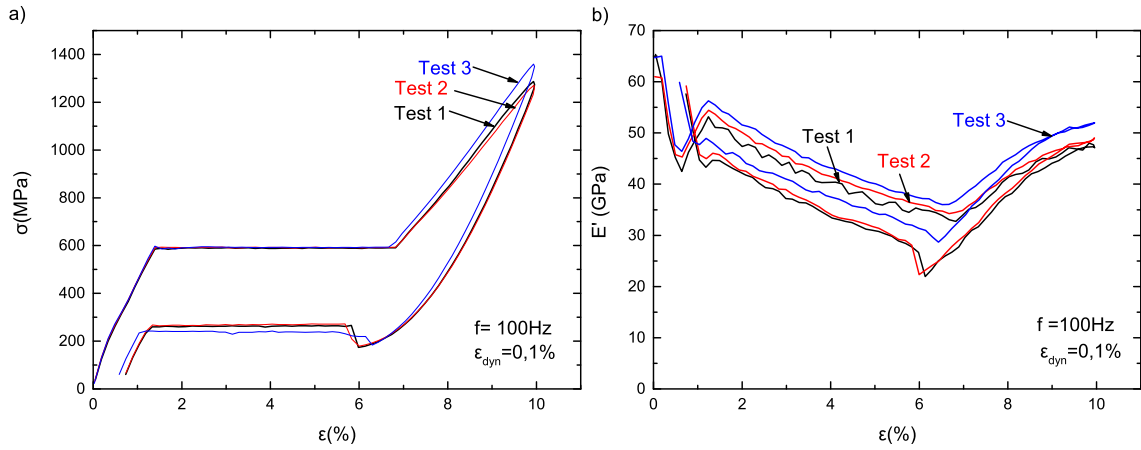 a)
1400
1200
1000
800
600
400
200
0
0
2
4
6
8
10
σ(MPa)
ε(%)
Test 3
Test 2
Test 1
f= 100Hz
ε_dyn=0,1%
b)
70
60
50
40
30
20
10
0
0
2
4
6
8
10
E' (GPa)
ε(%)
Test 1
Test 2
Test 3
f =100Hz
ε_dyn=0,1%